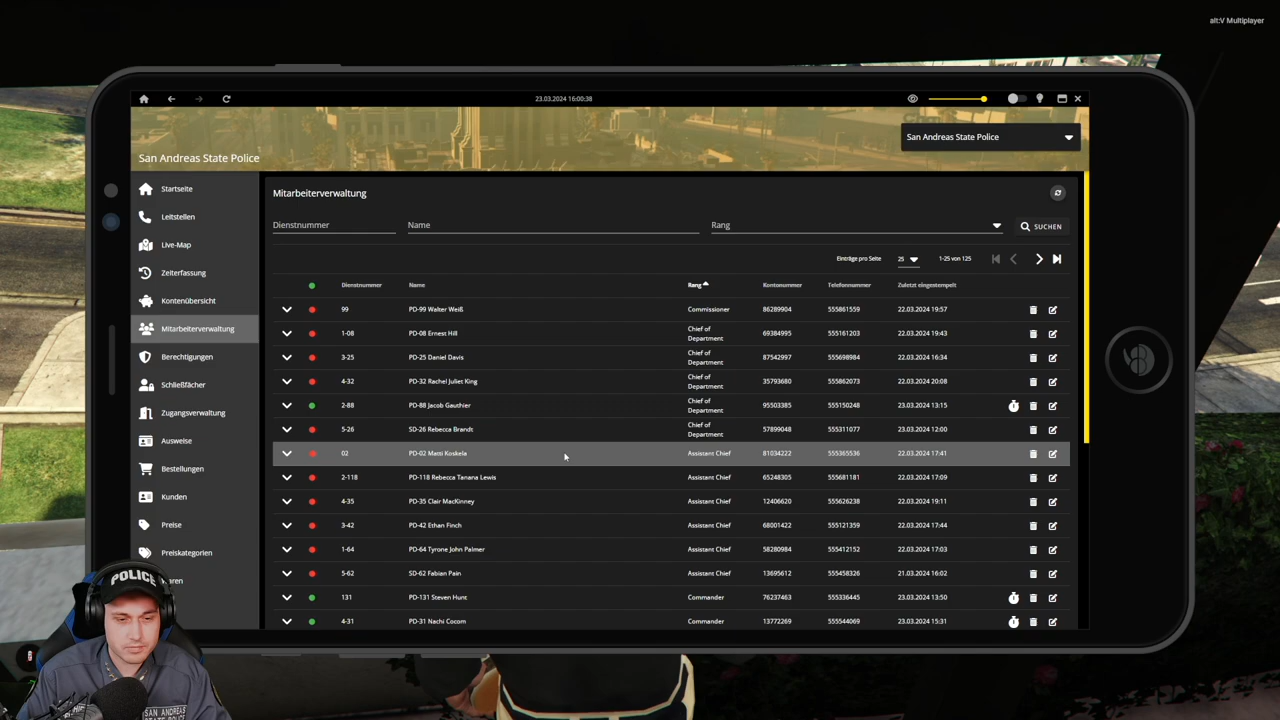 alt:V Multiplayer
23.03.2024 16:00:38
San Andreas State Police
San Andreas State Police
Startseite
Leitstellen
Live-Map
Zeiterfassung
Kontenübersicht
Mitarbeiterverwaltung
Berechtigungen
Schließfächer
Zugangsverwaltung
Ausweise
Bestellungen
Kunden
Preise
Preiskategorien
Mitarbeiterverwaltung
Dienstnummer Name Rang SUCHEN
Einträge pro Seite 25 1-25 von 125
Dienstnummer Name Rang Kontonummer Telefonnummer Zuletzt eingestempelt
99 PD-99 Walter Weiß Commissioner 86289904 555861559 22.03.2024 19:57
1-08 PD-08 Ernest Hill Chief of Department 69384995 555161203 22.03.2024 19:43
3-25 PD-25 Daniel Davis Chief of Department 87542997 555698984 22.03.2024 16:34
4-32 PD-32 Rachel Juliet King Chief of Department 35793680 555862073 22.03.2024 20:08
2-88 PD-88 Jacob Gauthier Chief of Department 95503385 555150248 23.03.2024 13:15
5-26 SD-26 Rebecca Brandt Chief of Department 57899048 555311077 23.03.2024 12:00
02 PD-02 Matti Koskela Assistant Chief 81034222 555365536 22.03.2024 17:41
2-118 PD-118 Rebecca Tanana Lewis Assistant Chief 65248305 555681181 22.03.2024 17:09
4-35 PD-35 Clair MacKinney Assistant Chief 12406620 555626238 22.03.2024 19:11
3-42 PD-42 Ethan Finch Assistant Chief 68001422 555121359 22.03.2024 17:44
1-64 PD-64 Tyrone John Palmer Assistant Chief 58280984 555412152 22.03.2024 17:03
5-62 SD-62 Fabian Pain Assistant Chief 13695612 555458326 21.03.2024 16:02
131 PD-131 Steven Hunt Commander 76237463 555336445 23.03.2024 13:50
4-31 PD-31 Nachi Cocom Commander 13772269 555544069 23.03.2024 15:31
POLICE
SAN ANDREAS